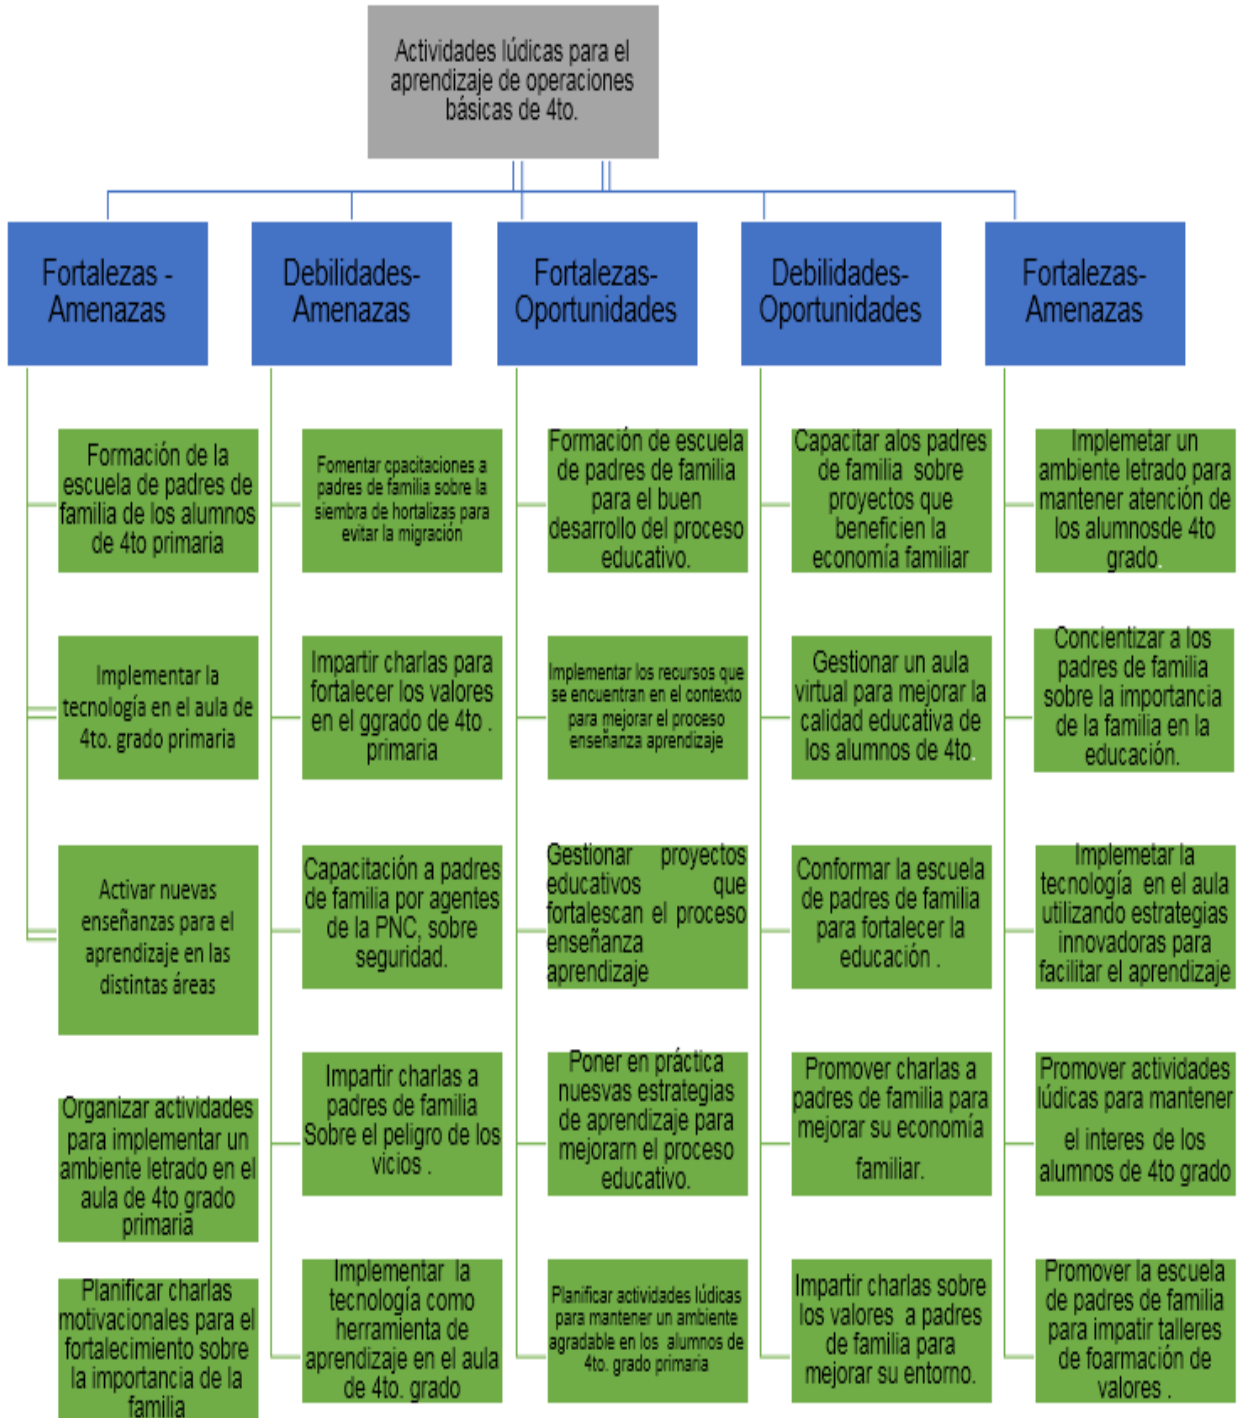 Actividades lúdicas para el
aprendizaje de operaciones
básicas de 4to.
Fortalezas -
Amenazas
Formación de la
escuela de padres de
familia de los alumnos
de 4to primaria
Implementar la
tecnología en el aula de
4to. grado primaria
Activar nuevas
enseñanzas para el
aprendizaje en las
distintas áreas
Organizar actividades
para implementar un
ambiente letrado en el
aula de 4to grado
primaria
Planificar charlas
motivacionales para el
fortalecimiento sobre
la importancia de la
familia
Debilidades-
Amenazas
Fomentar cpacitaciones a
padres de familia sobre la
siembra de hortalizas para
evitar la migración
Impartir charlas para
fortalecer los valores
en el ggrado de 4to .
primaria
Capacitación a padres
de familia por agentes
de la PNC, sobre
seguridad.
Impartir charlas a
padres de familia
Sobre el peligro de los
vicios .
Implementar la
tecnología como
herramienta de
aprendizaje en el aula
de 4to. grado
Fortalezas-
Oportunidades
Formación de escuela
de padres de familia
para el buen
desarrollo del proceso
educativo.
Implementar los recursos que
se encuentran en el contexto
para mejorar el proceso
enseñanza aprendizaje
Gestionar proyectos
educativos que
fortalescan el proceso
enseñanza
aprendizaje
Poner en práctica
nuesvas estrategias
de aprendizaje para
mejorarn el proceso
educativo.
Planificar actividades lúdicas
para mantener un ambiente
agradable en los alumnos de
4to. grado primaria
Debilidades-
Oportunidades
Capacitar alos padres
de familia sobre
proyectos que
beneficien la
economía familiar
Gestionar un aula
virtual para mejorar la
calidad educativa de
los alumnos de 4to.
Conformar la escuela
de padres de familia
para fortalecer la
educación .
Promover charlas a
padres de familia para
mejorar su economía
familiar.
Impartir charlas sobre
los valores a padres
de familia para
mejorar su entorno.
Fortalezas-
Amenazas
Implemetar un
ambiente letrado para
mantener atención de
los alumnosde 4to
grado.
Concientizar a los
padres de familia
sobre la importancia
de la familia en la
educación.
Implemetar la
tecnología en el aula
utilizando estrategias
innovadoras para
facilitar el aprendizaje
Promover actividades
lúdicas para mantener
el interes de los
alumnos de 4to grado
Promover la escuela
de padres de familia
para impatir talleres
de foarmación de
valores .